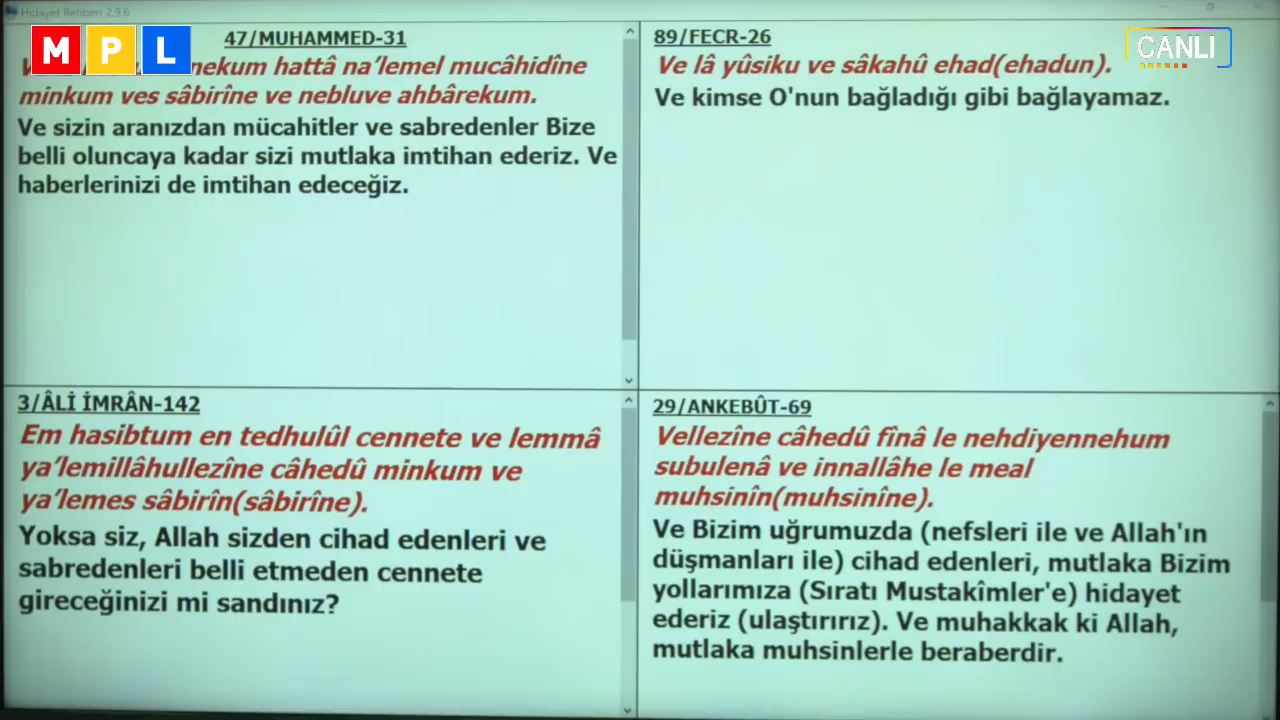 Hidayet Rehberi 2.9.6
MPL
CANLI
47/MUHAMMED-31
nekum hattâ na’lemel mucâhidîne
minkum ves sâbirîne ve nebluve ahbârekum.
Ve sizin aranızdan mücahitler ve sabredenler Bize
belli oluncaya kadar sizi mutlaka imtihan ederiz. Ve
haberlerinizi de imtihan edeceğiz.
89/FECR-26
Ve lâ yûsiku ve sâkahû ehad(ehadun).
Ve kimse O'nun bağladığı gibi bağlayamaz.
3/ÂLİ İMRÂN-142
Em hasibtum en tedhulûl cennete ve lemmâ
ya’lemillâhullezîne câhedû minkum ve
ya’lemes sâbirîn(sâbirîne).
Yoksa siz, Allah sizden cihad edenleri ve
sabredenleri belli etmeden cennete
gireceğinizi mi sandınız?
29/ANKEBÛT-69
Vellezîne câhedû fînâ le nehdiyennehum
subulenâ ve innallâhe le meal
muhsinîn(muhsinîne).
Ve Bizim uğrumuzda (nefsleri ile ve Allah'ın
düşmanları ile) cihad edenleri, mutlaka Bizim
yollarımıza (Sıratı Mustakîmler'e) hidayet
ederiz (ulaştırırız). Ve muhakkak ki Allah,
mutlaka muhsinlerle beraberdir.